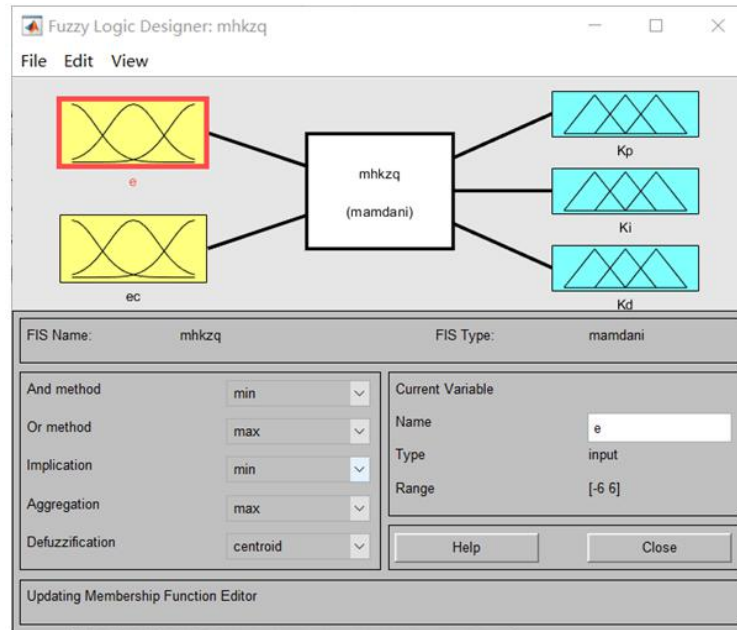 Fuzzy Logic Designer: mhkzq
File Edit View
e
ec
mhkzq
(mamdani)
Kp
Ki
Kd
FIS Name: mhkzq FIS Type: mamdani
And method min
Or method max
Implication min
Aggregation max
Defuzzification centroid
Current Variable
Name e
Type input
Range [-6 6]
Help Close
Updating Membership Function Editor